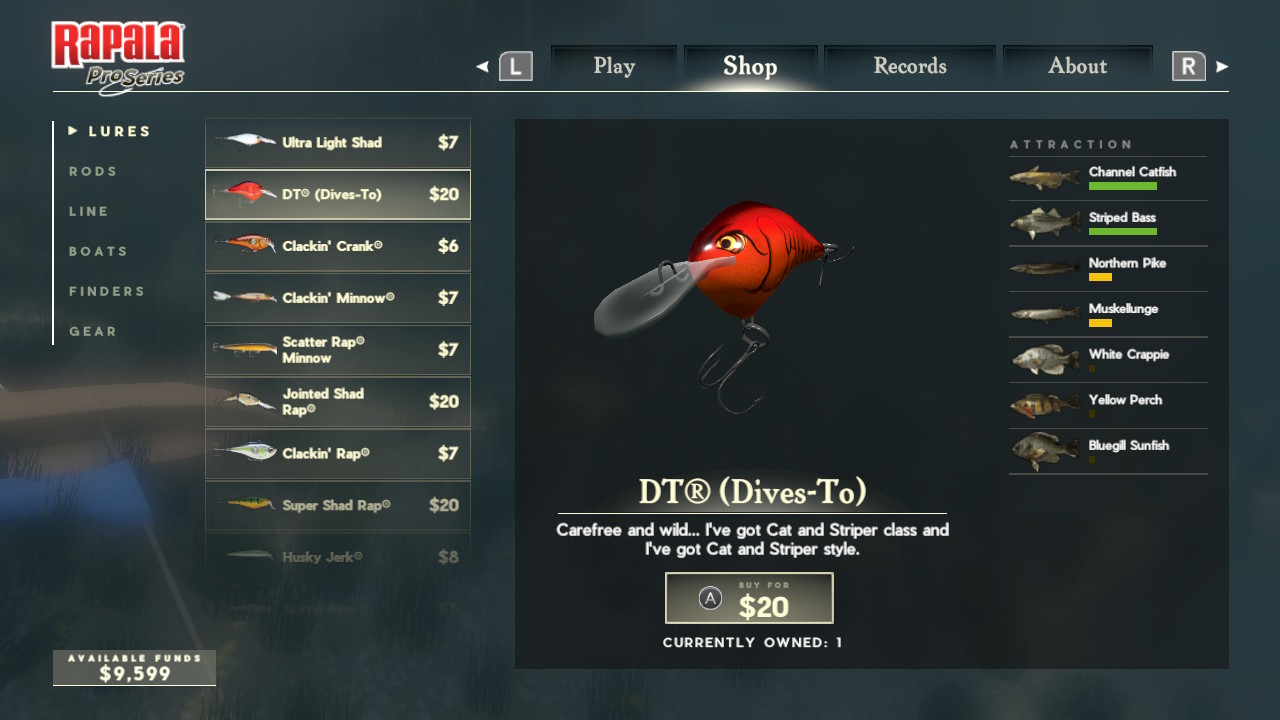 RAPALA
ProSeries
L
Play
Shop
Records
About
R
LURES
RODS
LINE
BOATS
FINDERS
GEAR
Ultra Light Shad $7
DT® (Dives-To) $20
Clackin' Crank® $6
Clackin' Minnow® $7
Scatter Rap®
Minnow
$7
Jointed Shad
Rap®
$20
Clackin' Rap® $7
Super Shad Rap® $20
Husky Jerk® $8
AVAILABLE FUNDS
$9,599
DT® (Dives-To)
Carefree and wild... I've got Cat and Striper class and
I've got Cat and Striper style.
A
BUY FOR
$20
CURRENTLY OWNED: 1
ATTRACTION
Channel Catfish
Striped Bass
Northern Pike
Muskellunge
White Crappie
Yellow Perch
Bluegill Sunfish